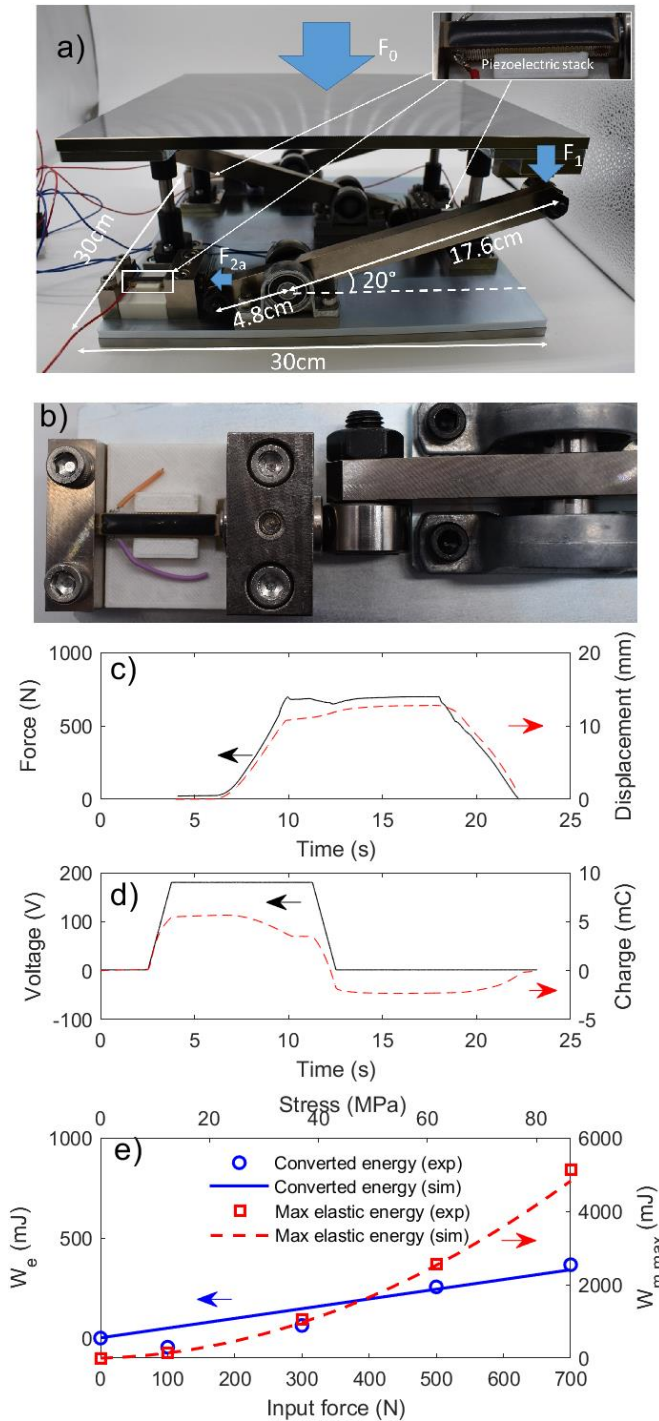 a)
F0
Piezoelectric stack
F1
30cm
F2a
17.6cm
20°
4.8cm
30cm
b)
c)
1000
500
0
Force (N)
20
10
0
Displacement (mm)
0 5 10 15 20 25
Time (s)
d)
200
100
0
-100
Voltage (V)
10
5
0
-5
Charge (mC)
0 5 10 15 20 25
Time (s)
Stress (MPa)
0 20 40 60 80
e)
1000
500
0
We (mJ)
Converted energy (exp)
Converted energy (sim)
Max elastic energy (exp)
Max elastic energy (sim)
6000
4000
2000
0
Wm,max (mJ)
0 100 200 300 400 500 600 700
Input force (N)